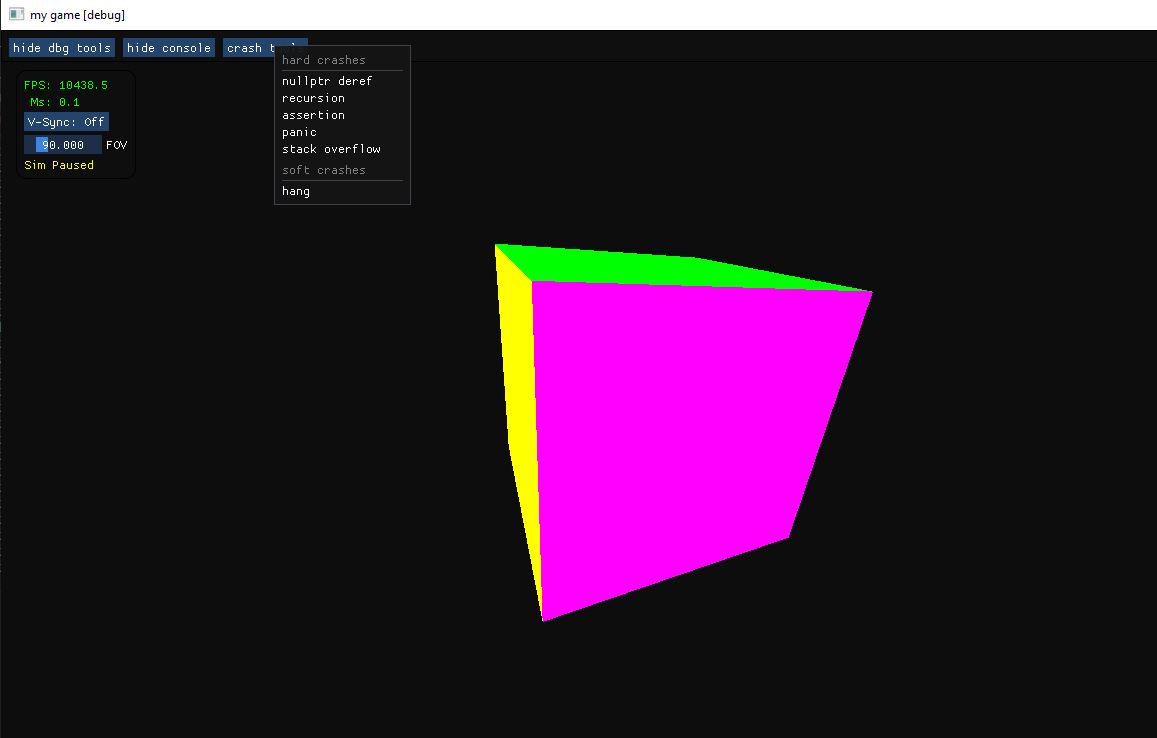 my game [debug]
hide dbg tools hide console crash tools
hard crashes
nullptr deref
recursion
assertion
panic
stack overflow
soft crashes
hang
FPS: 10438.5
Ms: 0.1
V-Sync: Off
90.000 FOV
Sim Paused